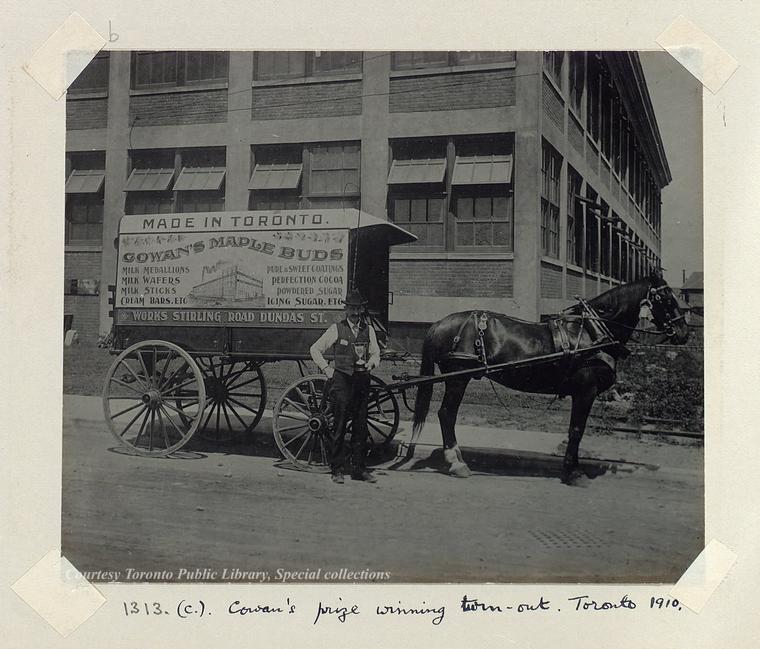 b
MADE IN TORONTO.
COWAN'S MAPLE BUDS
MILK MEDALLIONS
MILK WAFERS
MILK STICKS
CREAM BARS, ETC
PURE & SWEET COATINGS
PERFECTION COCOA
POWDERED SUGAR
ICING SUGAR, ETC
WORKS STIRLING ROAD DUNDAS ST.
Courtesy Toronto Public Library, Special collections
1313. (c.). Cowan's prize winning turn-out. Toronto 1910.